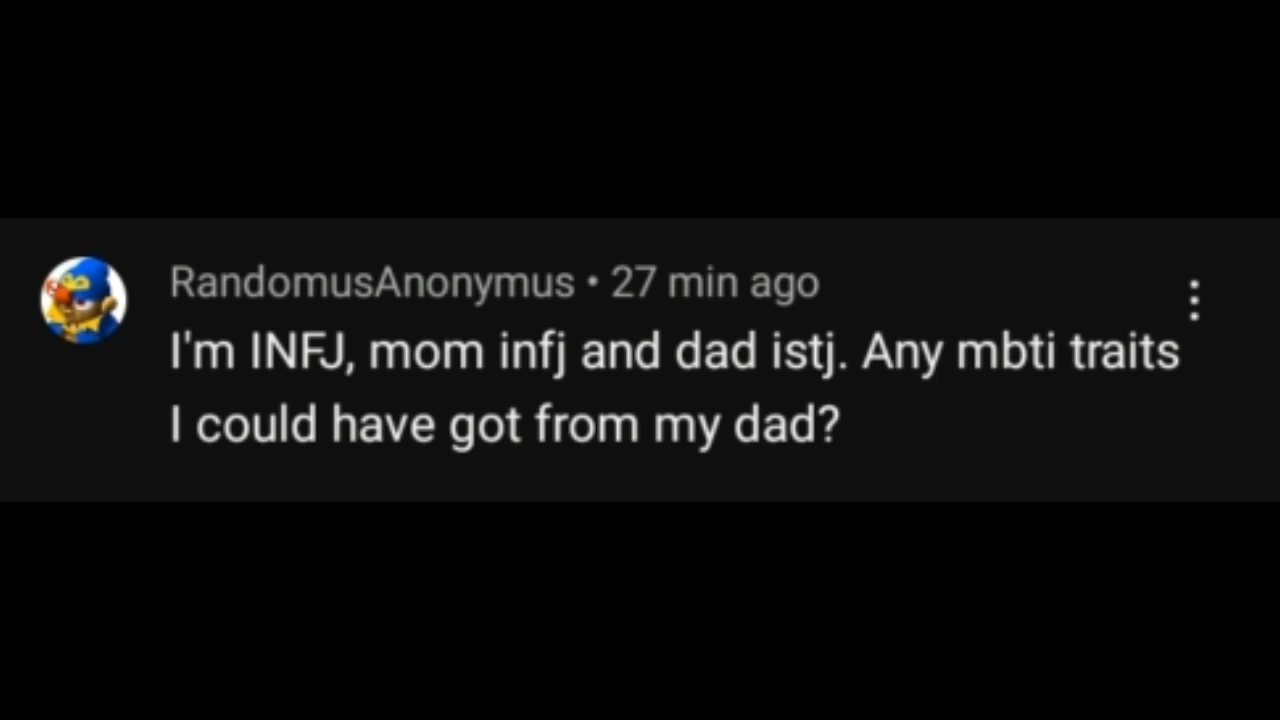 RandomusAnonymus • 27 min ago
I'm INFJ, mom infj and dad istj. Any mbti traits
I could have got from my dad?